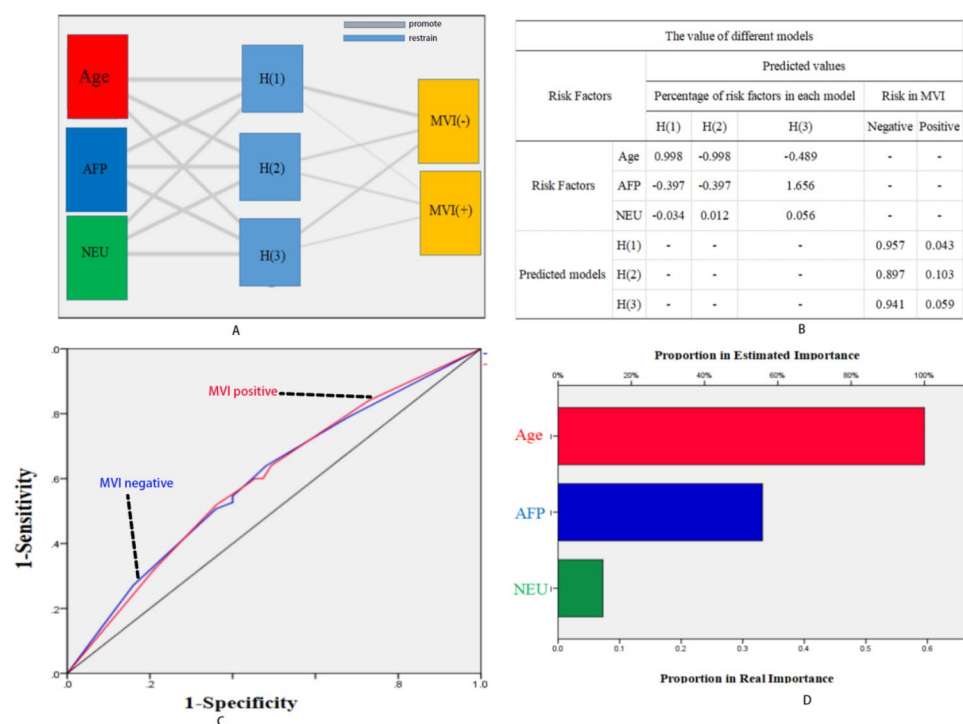 promote
restrain
Age
AFP
NEU
H(1)
H(2)
H(3)
MVI(-)
MVI(+)
A
The value of different models
Risk Factors
Predicted values
Percentage of risk factors in each model Risk in MVI
H(1) H(2) H(3) Negative Positive
Risk Factors
Age 0.998 -0.998 -0.489 - -
AFP -0.397 -0.397 1.656 - -
NEU -0.034 0.012 0.056 - -
Predicted models
H(1) - - - 0.957 0.043
H(2) - - - 0.897 0.103
H(3) - - - 0.941 0.059
B
1-Sensitivity
.0
.8
.6
.4
.2
.0
MVI positive
MVI negative
.0 .2 .4 .6 .8 1.0
1-Specificity
C
Proportion in Estimated Importance
0% 20% 40% 60% 80% 100%
Age
AFP
NEU
0.0 0.1 0.2 0.3 0.4 0.5 0.6
Proportion in Real Importance
D